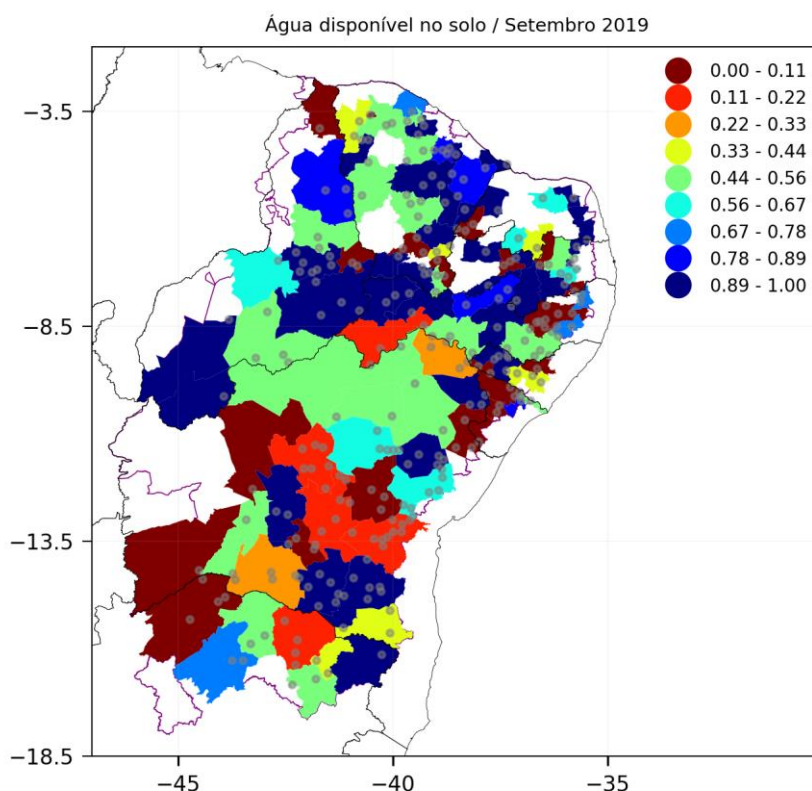 Água disponível no solo / Setembro 2019
0.00 - 0.11
0.11 - 0.22
0.22 - 0.33
0.33 - 0.44
0.44 - 0.56
0.56 - 0.67
0.67 - 0.78
0.78 - 0.89
0.89 - 1.00
−3.5
−8.5
−13.5
−18.5
−45
−40
−35